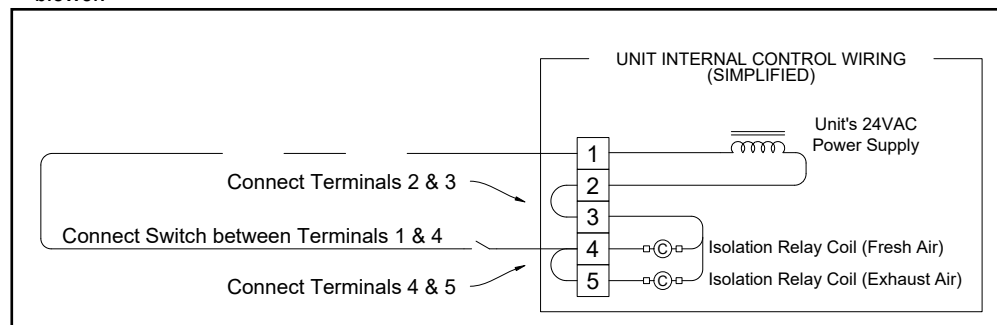 UNIT INTERNAL CONTROL WIRING
(SIMPLIFIED)
Unit's 24VAC
Power Supply
1
2
Connect Terminals 2 & 3
3
Connect Switch between Terminals 1 & 4
4
C
Isolation Relay Coil (Fresh Air)
Connect Terminals 4 & 5
5
C
Isolation Relay Coil (Exhaust Air)